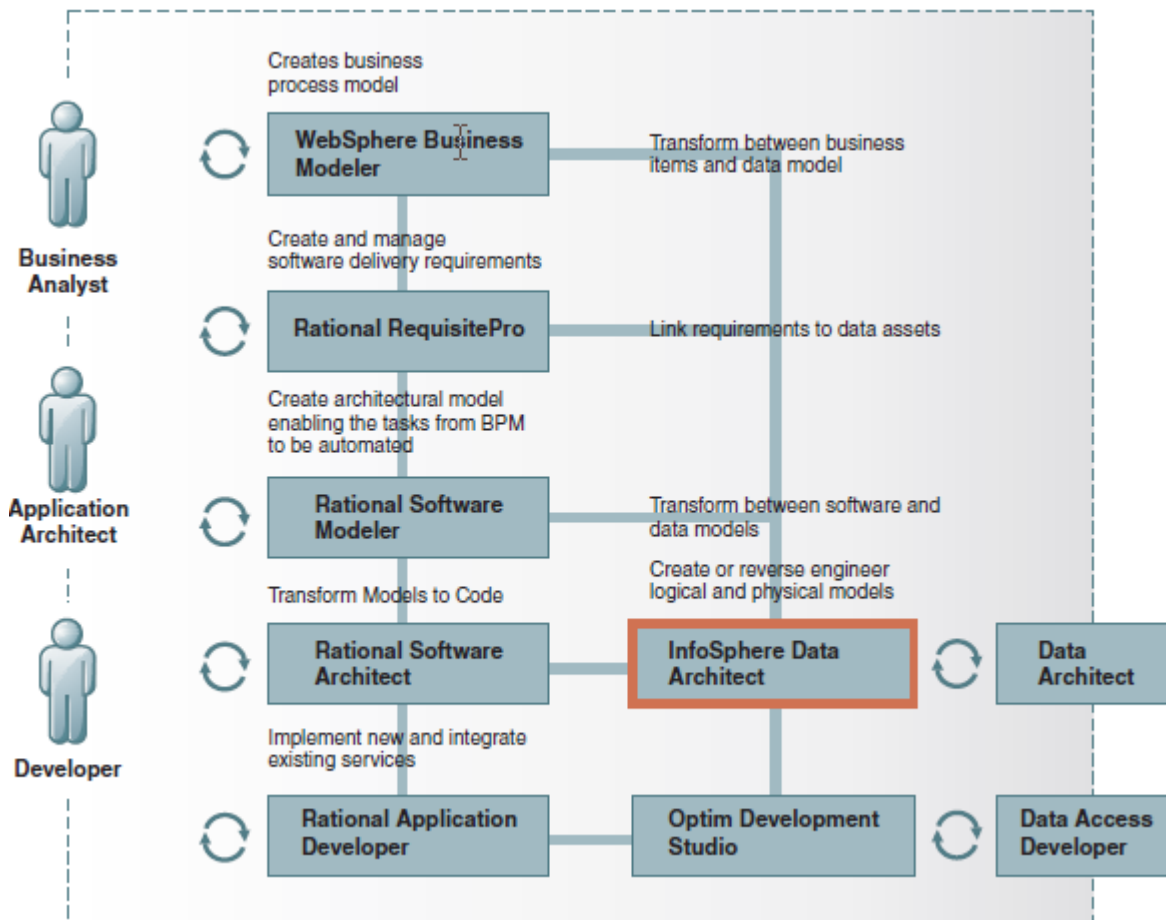 Creates business
process model
WebSphere Business
Modeler
Transform between business
items and data model
Business
Analyst
Create and manage
software delivery requirements
Rational RequisitePro
Link requirements to data assets
Create architectural model
enabling the tasks from BPM
to be automated
Application
Architect
Rational Software
Modeler
Transform between software and
data models
Create or reverse engineer
logical and physical models
Transform Models to Code
Rational Software
Architect
InfoSphere Data
Architect
Data
Architect
Implement new and integrate
existing services
Developer
Rational Application
Developer
Optim Development
Studio
Data Access
Developer